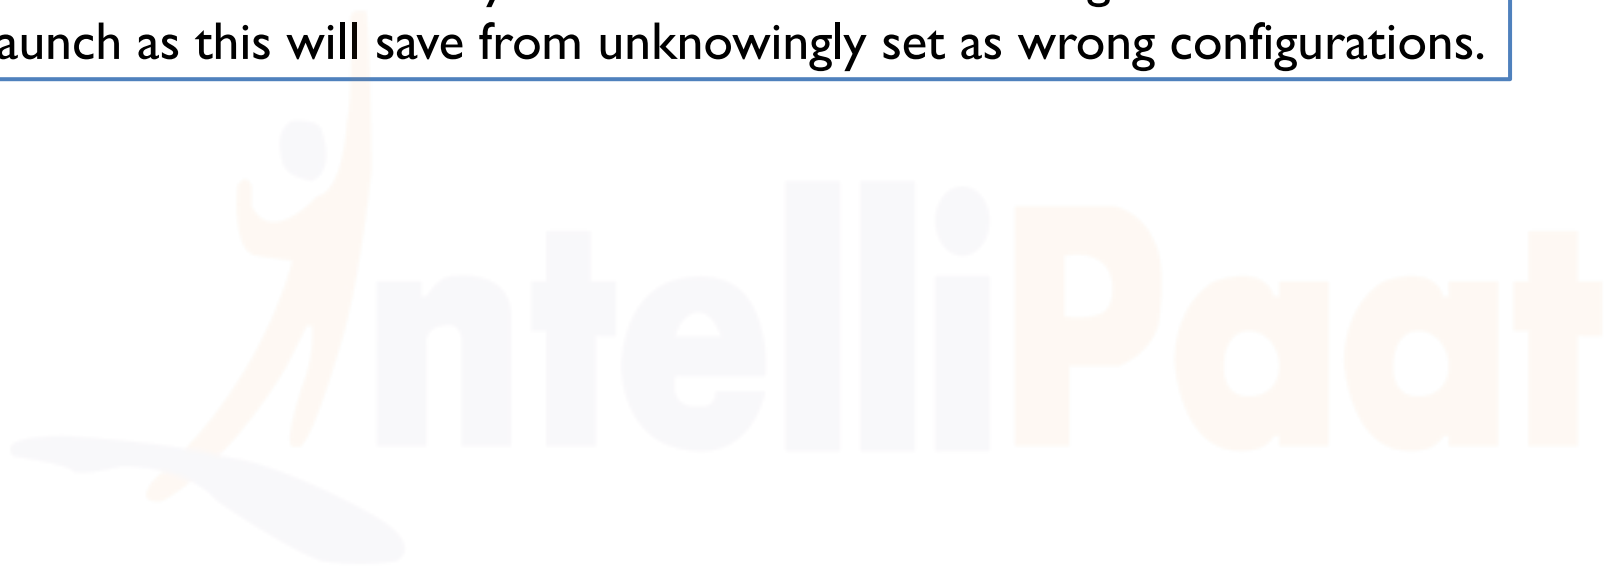 aunch as this will save from unknowingly set as wrong configurations.
IntelliPaat